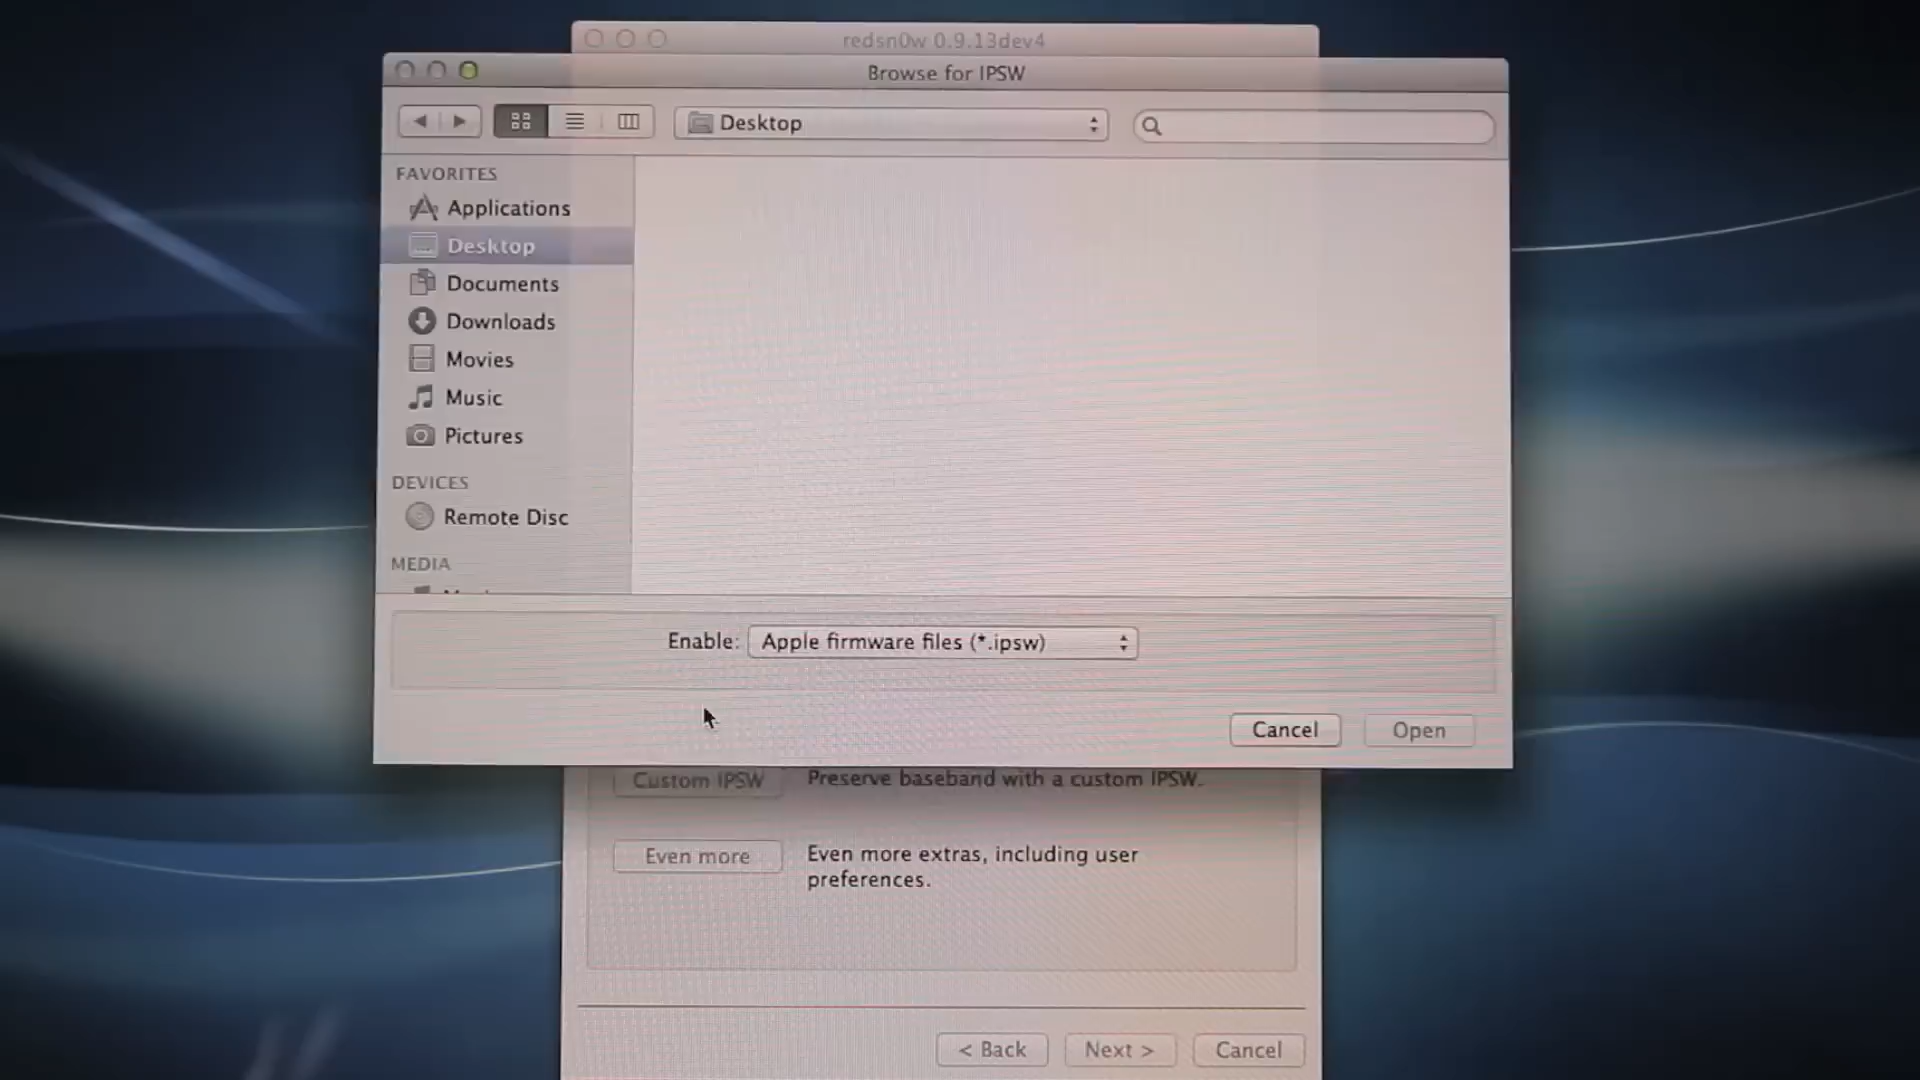 redsn0w 0.9.13dev4
Browse for IPSW
Desktop
FAVORITES
Applications
Desktop
Documents
Downloads
Movies
Music
Pictures
DEVICES
Remote Disc
MEDIA
Enable: Apple firmware files (*.ipsw)
Cancel Open
Custom IPSW Preserve baseband with a custom IPSW.
Even more Even more extras, including user
preferences.
< Back Next > Cancel